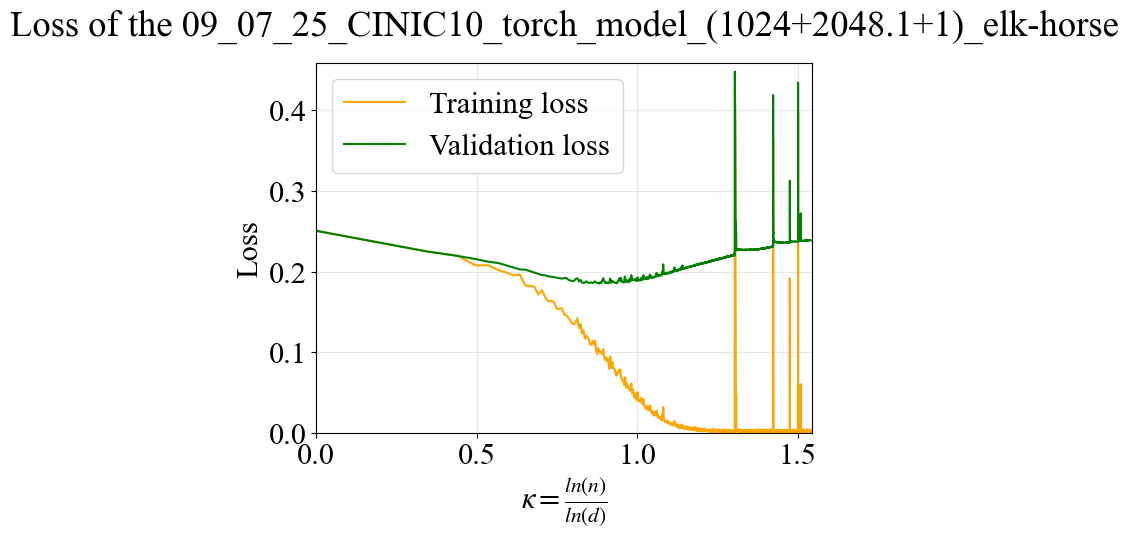 Loss of the 09_07_25_CINIC10_torch_model_(1024+2048.1+1)_elk-horse
Training loss
Validation loss
0.4
0.3
0.2
0.1
0.0
Loss
0.0 0.5 1.0 1.5
κ = ln(n)/ln(d)